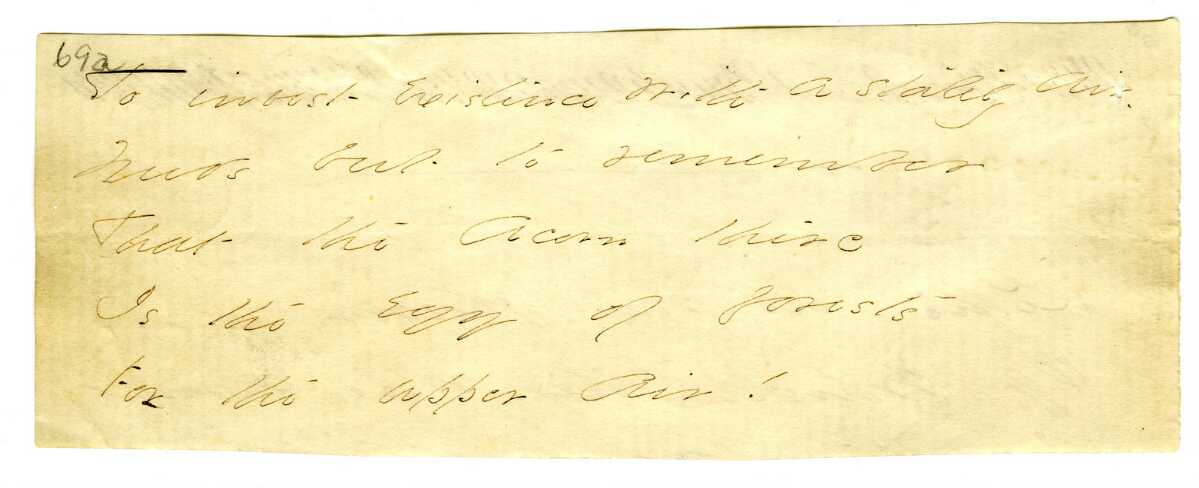 69a
To invest Existence with a stately Air.
Needs but to remember
That the Acorn there
Is the Egg of forests
For the upper Air!